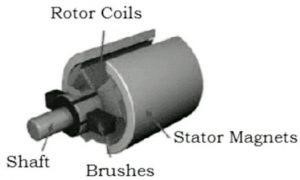 Rotor Coils
Stator Magnets
Shaft
Brushes